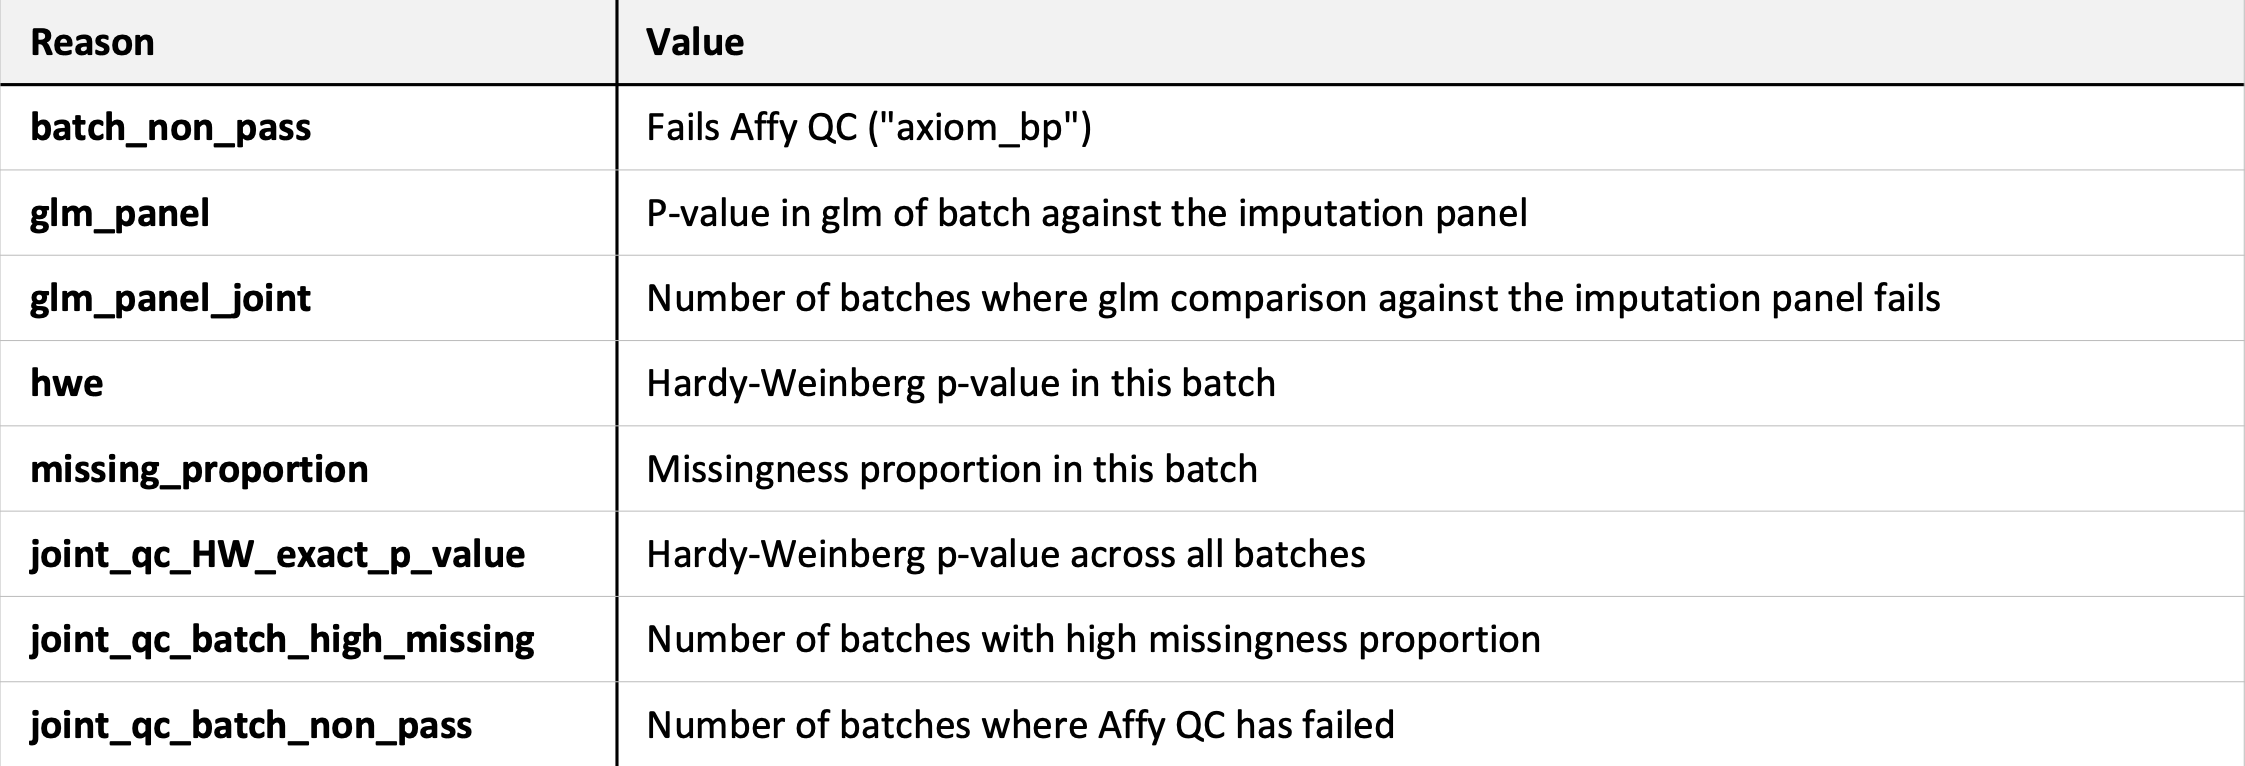 Reason Value
batch_non_pass Fails Affy QC ("axiom_bp")
glm_panel P-value in glm of batch against the imputation panel
glm_panel_joint Number of batches where glm comparison against the imputation panel fails
hwe Hardy-Weinberg p-value in this batch
missing_proportion Missingness proportion in this batch
joint_qc_HW_exact_p_value Hardy-Weinberg p-value across all batches
joint_qc_batch_high_missing Number of batches with high missingness proportion
joint_qc_batch_non_pass Number of batches where Affy QC has failed